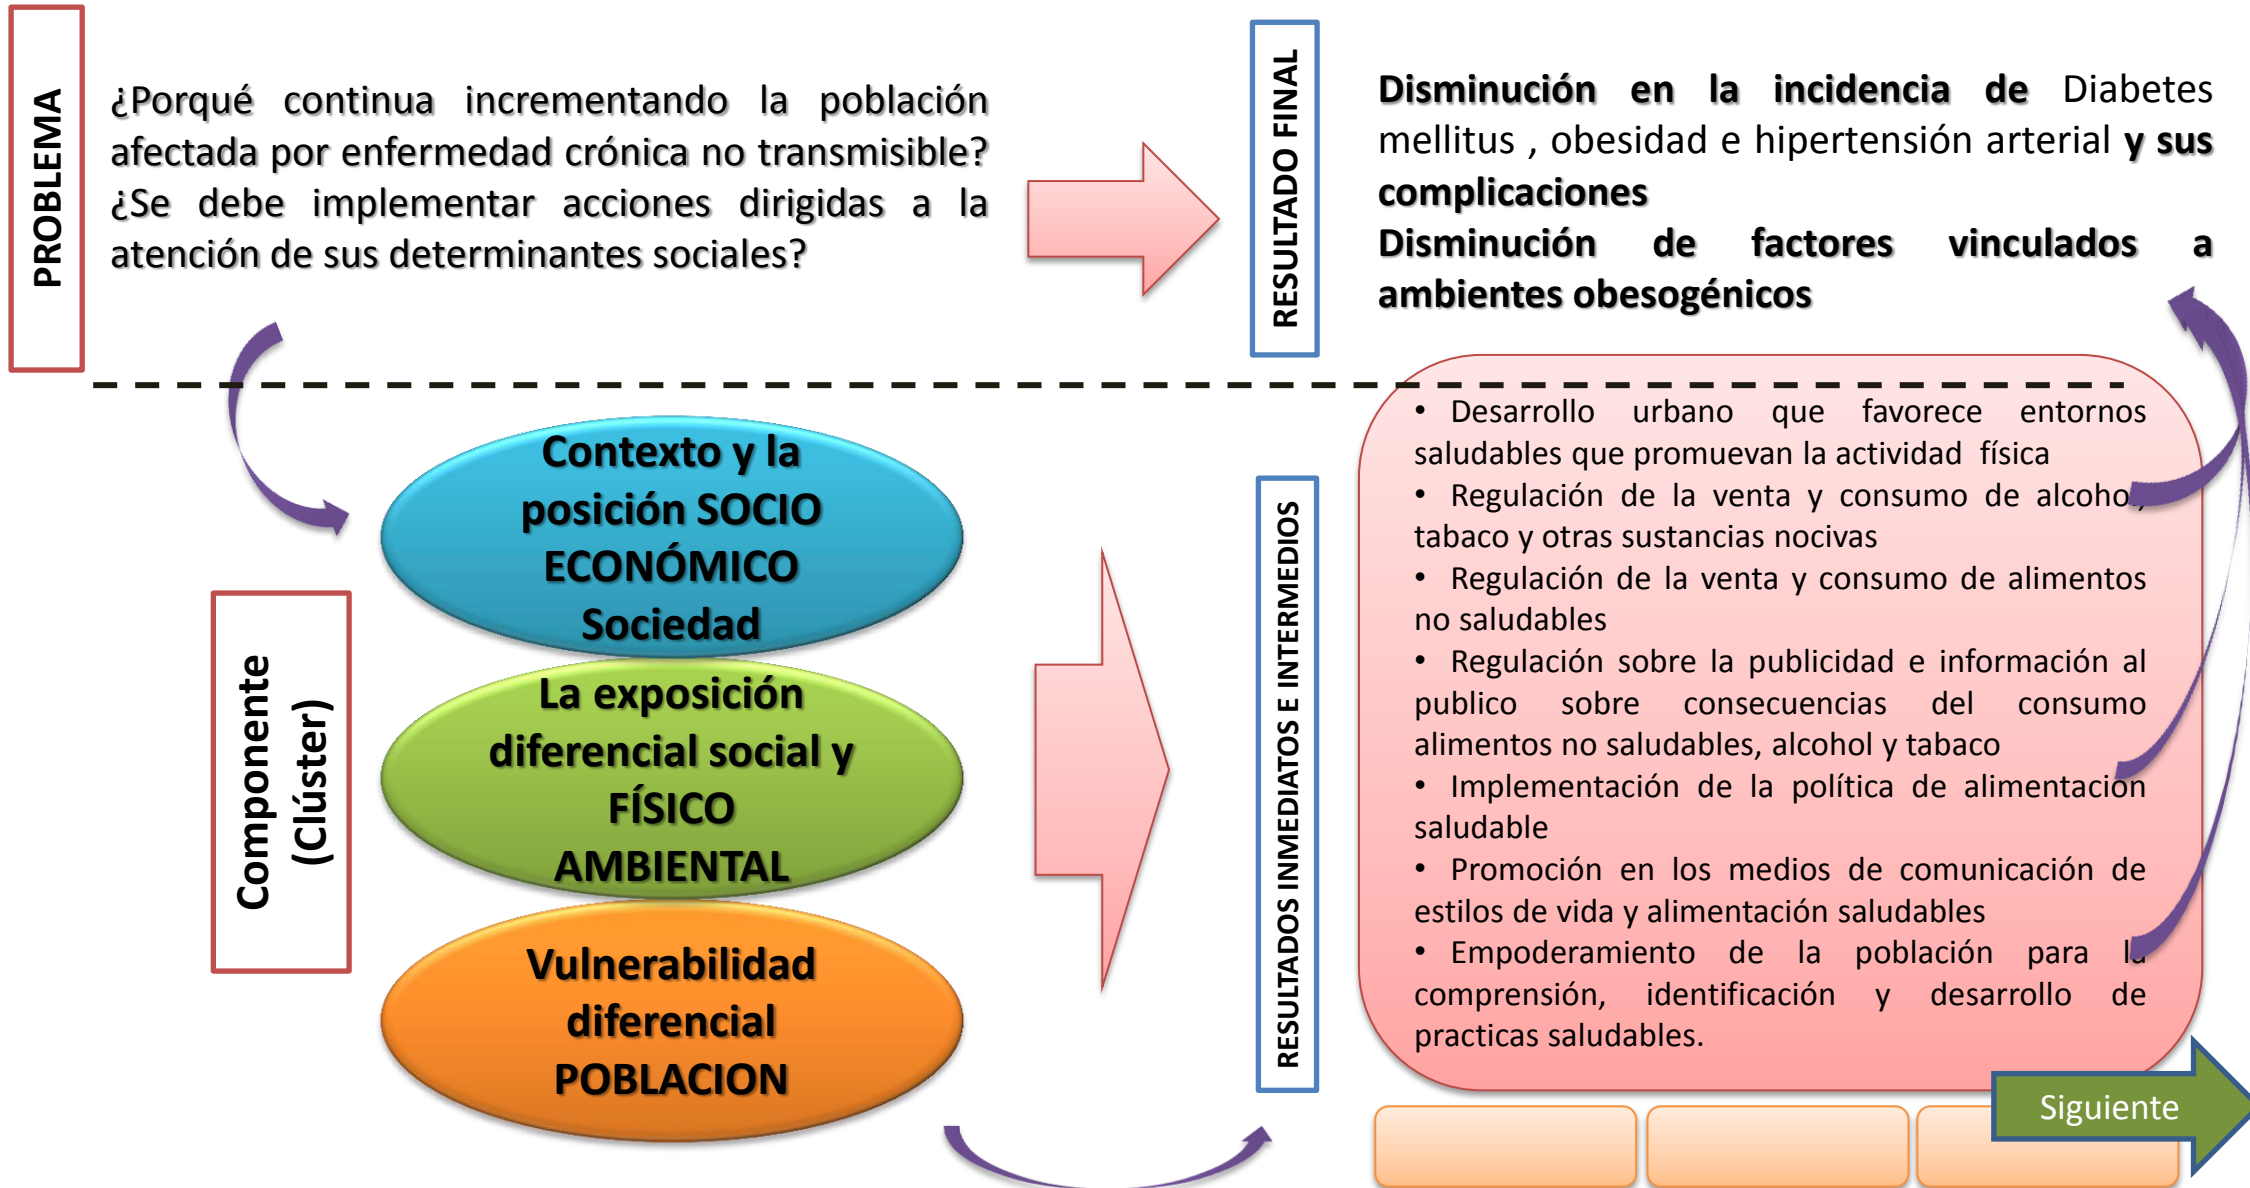 PROBLEMA
¿Porqué continua incrementando la población
afectada por enfermedad crónica no transmisible?
¿Se debe implementar acciones dirigidas a la
atención de sus determinantes sociales?
RESULTADO FINAL
Disminución en la incidencia de Diabetes
mellitus , obesidad e hipertensión arterial y sus
complicaciones
Disminución de factores vinculados a
ambientes obesogénicos
Componente
(Clúster)
Contexto y la
posición SOCIO
ECONÓMICO
Sociedad
La exposición
diferencial social y
FÍSICO
AMBIENTAL
Vulnerabilidad
diferencial
POBLACION
RESULTADOS INMEDIATOS E INTERMEDIOS
• Desarrollo urbano que favorece entornos
saludables que promuevan la actividad física
• Regulación de la venta y consumo de alcohol,
tabaco y otras sustancias nocivas
• Regulación de la venta y consumo de alimentos
no saludables
• Regulación sobre la publicidad e información al
publico sobre consecuencias del consumo
alimentos no saludables, alcohol y tabaco
• Implementación de la política de alimentación
saludable
• Promoción en los medios de comunicación de
estilos de vida y alimentación saludables
• Empoderamiento de la población para la
comprensión, identificación y desarrollo de
practicas saludables.
Siguiente